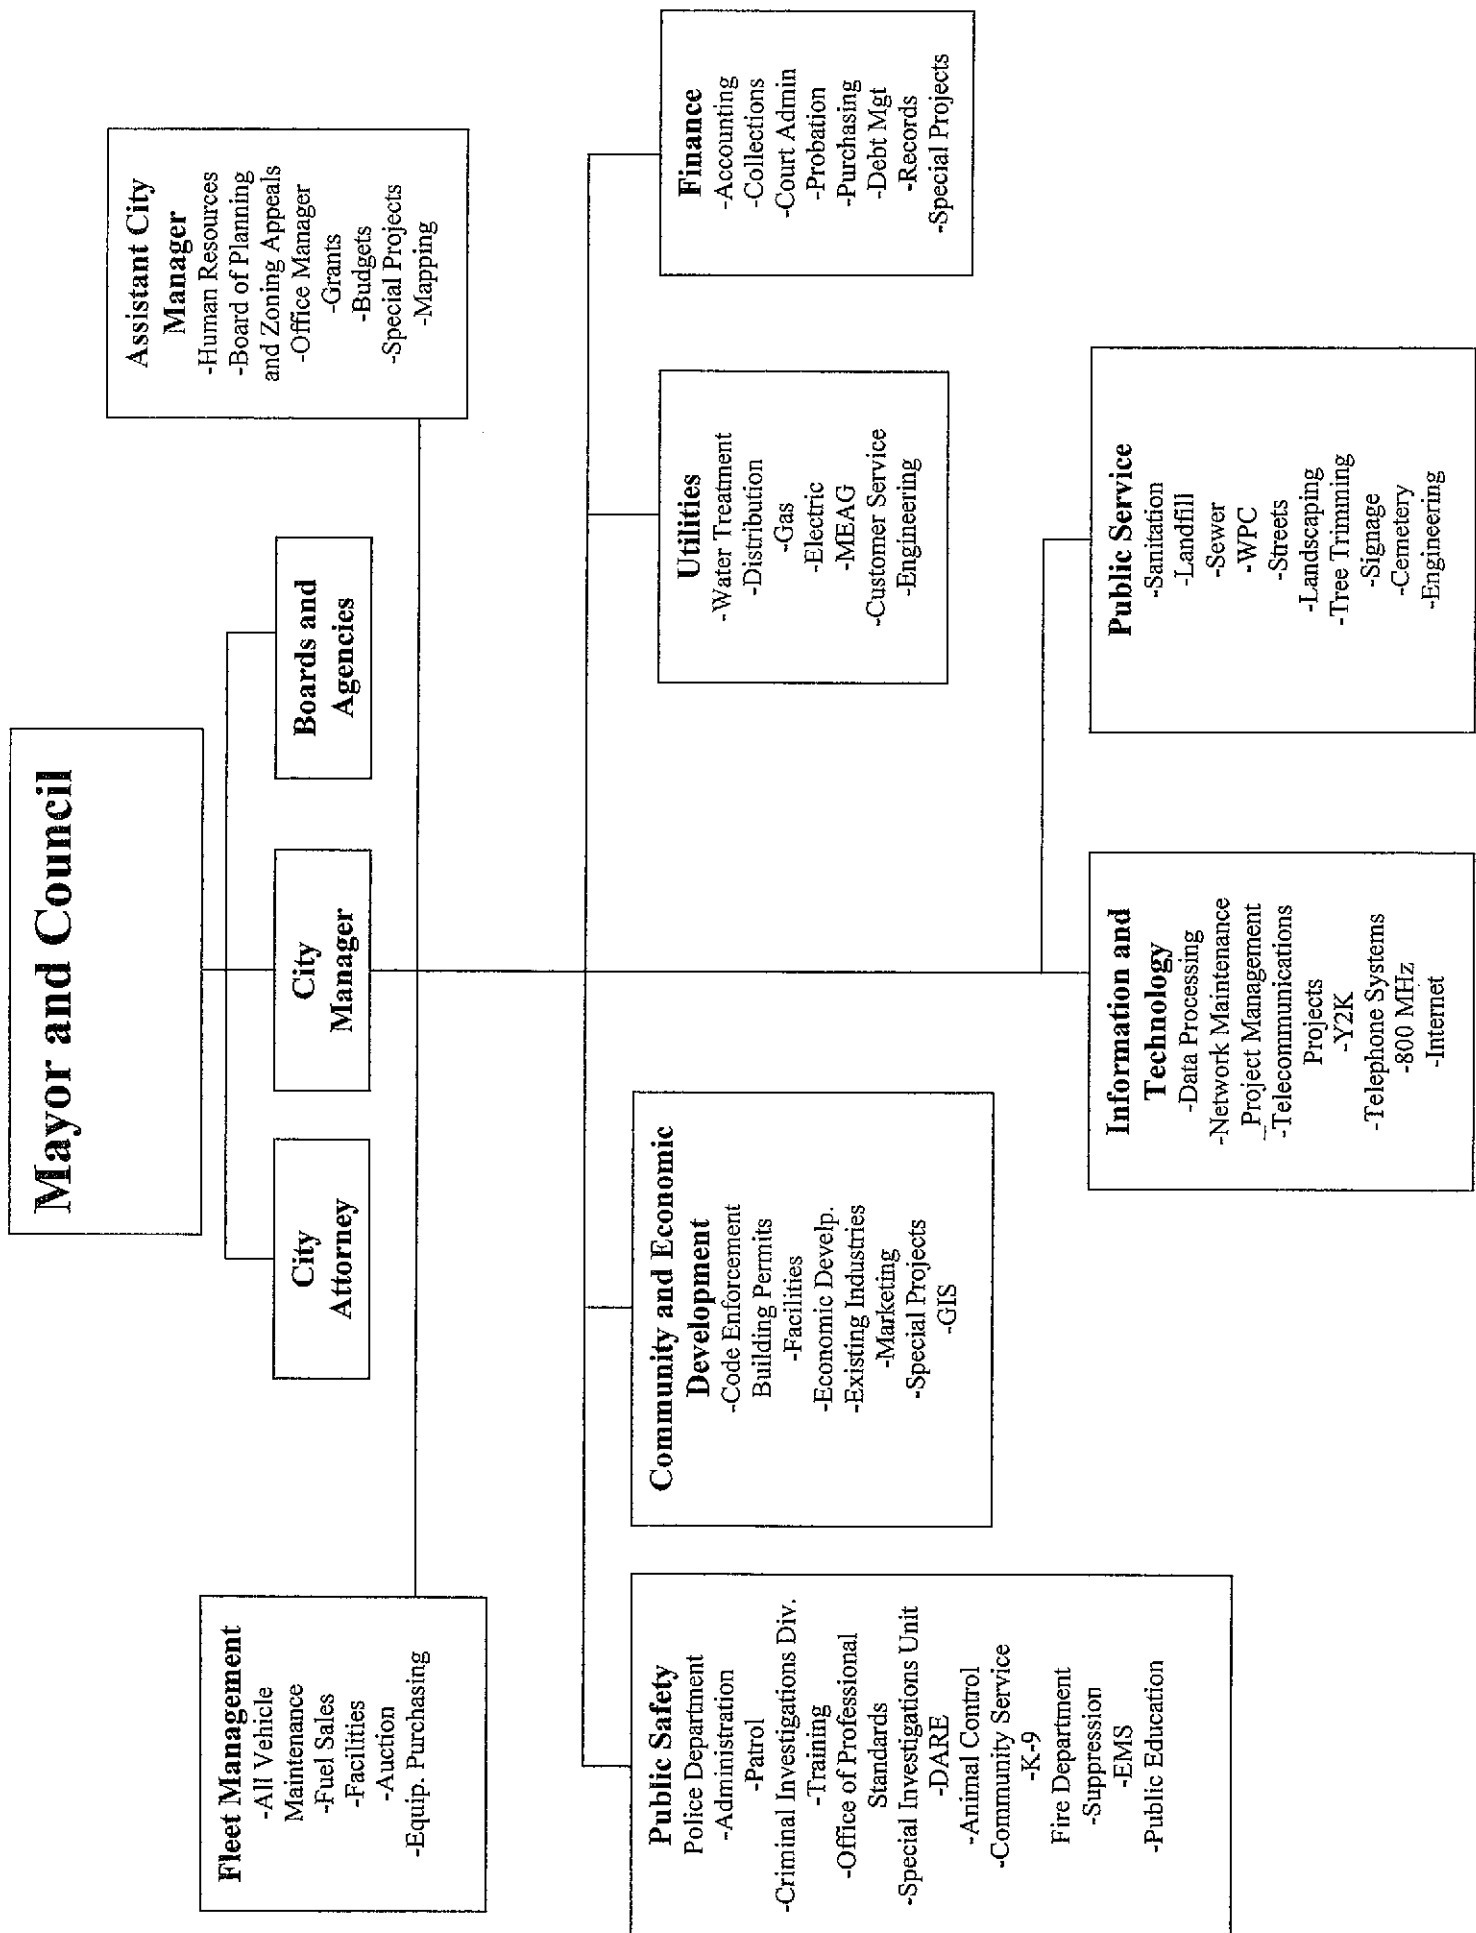 Mayor and Council
City
Attorney
City
Manager
Boards and
Agencies
Fleet Management
-All Vehicle
Maintenance
-Fuel Sales
-Facilities
-Auction
-Equip. Purchasing
Assistant City
Manager
-Human Resources
-Board of Planning
and Zoning Appeals
-Office Manager
-Grants
-Budgets
-Special Projects
-Mapping
Public Safety
Police Department
-Administration
-Patrol
-Criminal Investigations Div.
-Training
-Office of Professional
Standards
-Special Investigations Unit
-DARE
-Animal Control
-Community Service
-K-9
Fire Department
-Suppression
-EMS
-Public Education
Community and Economic
Development
-Code Enforcement
Building Permits
-Facilities
-Economic Develp.
-Existing Industries
-Marketing
-Special Projects
-GIS
Utilities
-Water Treatment
-Distribution
-Gas
-Electric
-MEAG
-Customer Service
-Engineering
Finance
-Accounting
-Collections
-Court Admin
-Probation
-Purchasing
-Debt Mgt
-Records
-Special Projects
Information and
Technology
-Data Processing
-Network Maintenance
Project Management
-Telecommunications
Projects
-Y2K
-Telephone Systems
-800 MHz
-Internet
Public Service
-Sanitation
-Landfill
-Sewer
-WPC
-Streets
-Landscaping
-Tree Trimming
-Signage
-Cemetery
-Engineering